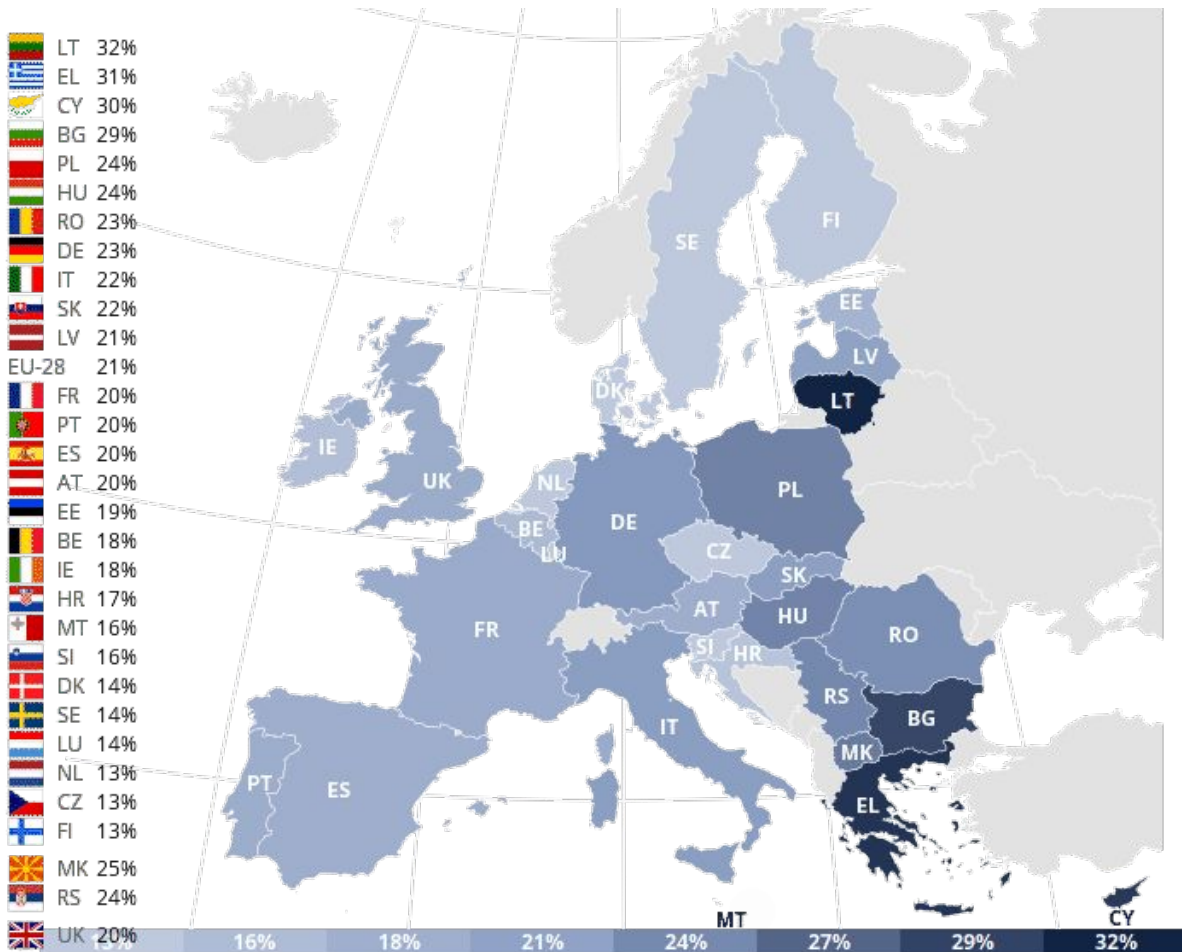 LT 32%
EL 31%
CY 30%
BG 29%
PL 24%
HU 24%
RO 23%
DE 23%
IT 22%
SK 22%
LV 21%
EU-28 21%
FR 20%
PT 20%
ES 20%
AT 20%
EE 19%
BE 18%
IE 18%
HR 17%
MT 16%
SI 16%
DK 14%
SE 14%
LU 14%
NL 13%
CZ 13%
FI 13%
MK 25%
RS 24%
UK 20%
FI
SE
EE
LV
DK
LT
IE
NL
UK
PL
DE
BE
LU
CZ
SK
AT
HU
FR
RO
SI
HR
RS
BG
IT
MK
PT
ES
EL
MT
CY
13% 16% 18% 21% 24% 27% 29% 32%